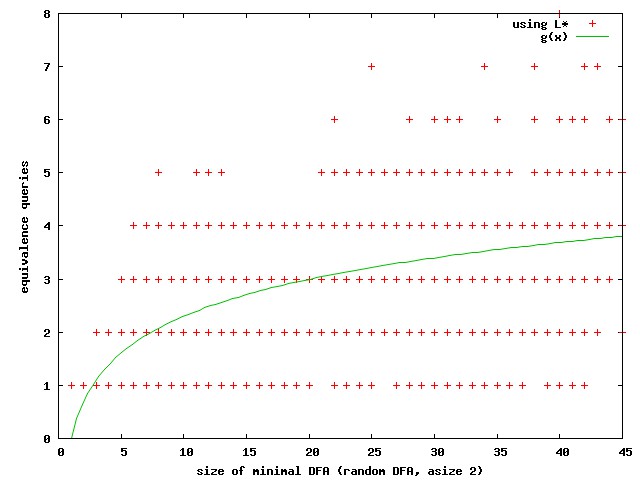 8
using L*
g(x)
7
6
5
4
3
2
1
0
equivalence queries
0 5 10 15 20 25 30 35 40 45
size of minimal DFA (random DFA, asize 2)